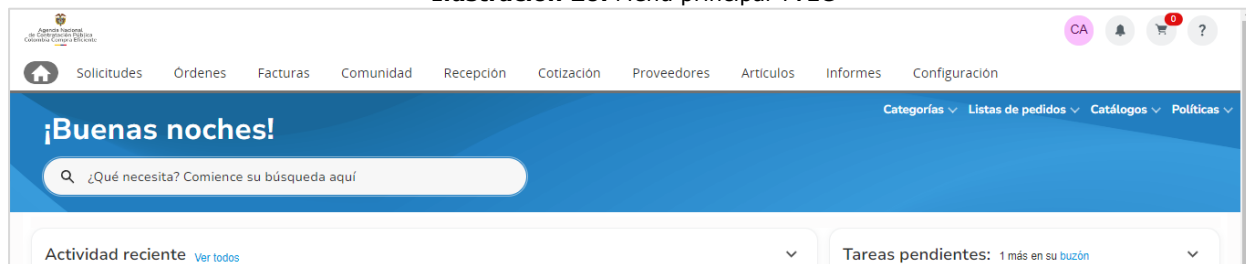 Agencia Nacional
de Contratación Pública
Colombia Compra Eficiente
CA 0 ?
Solicitudes Órdenes Facturas Comunidad Recepción Cotización Proveedores Artículos Informes Configuración
Categorías Listas de pedidos Catálogos Políticas
¡Buenas noches!
¿Qué necesita? Comience su búsqueda aquí
Actividad reciente Ver todos
Tareas pendientes: 1 más en su buzón